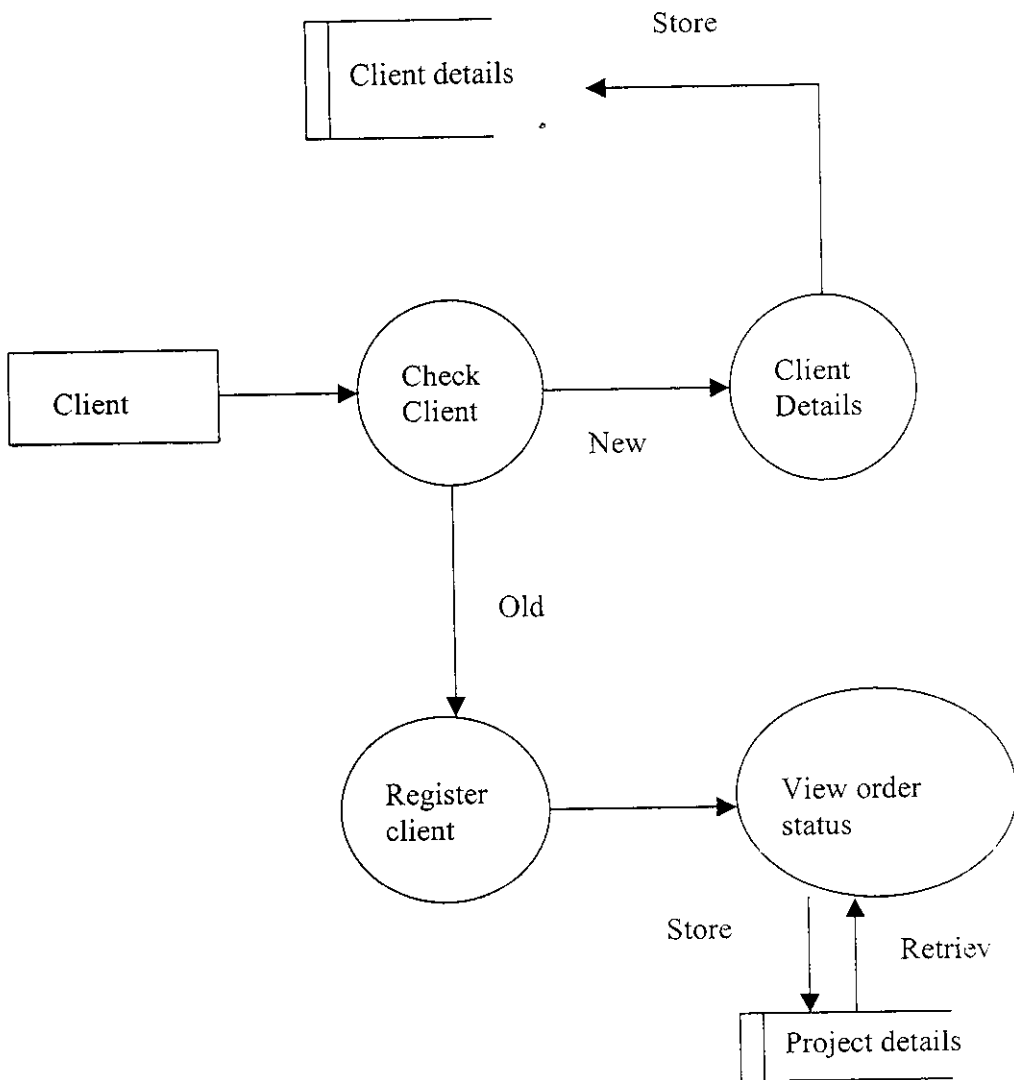 Store
Client details
Client
Check
Client
New
Client
Details
Old
Register
client
View order
status
Store
Retriev
Project details